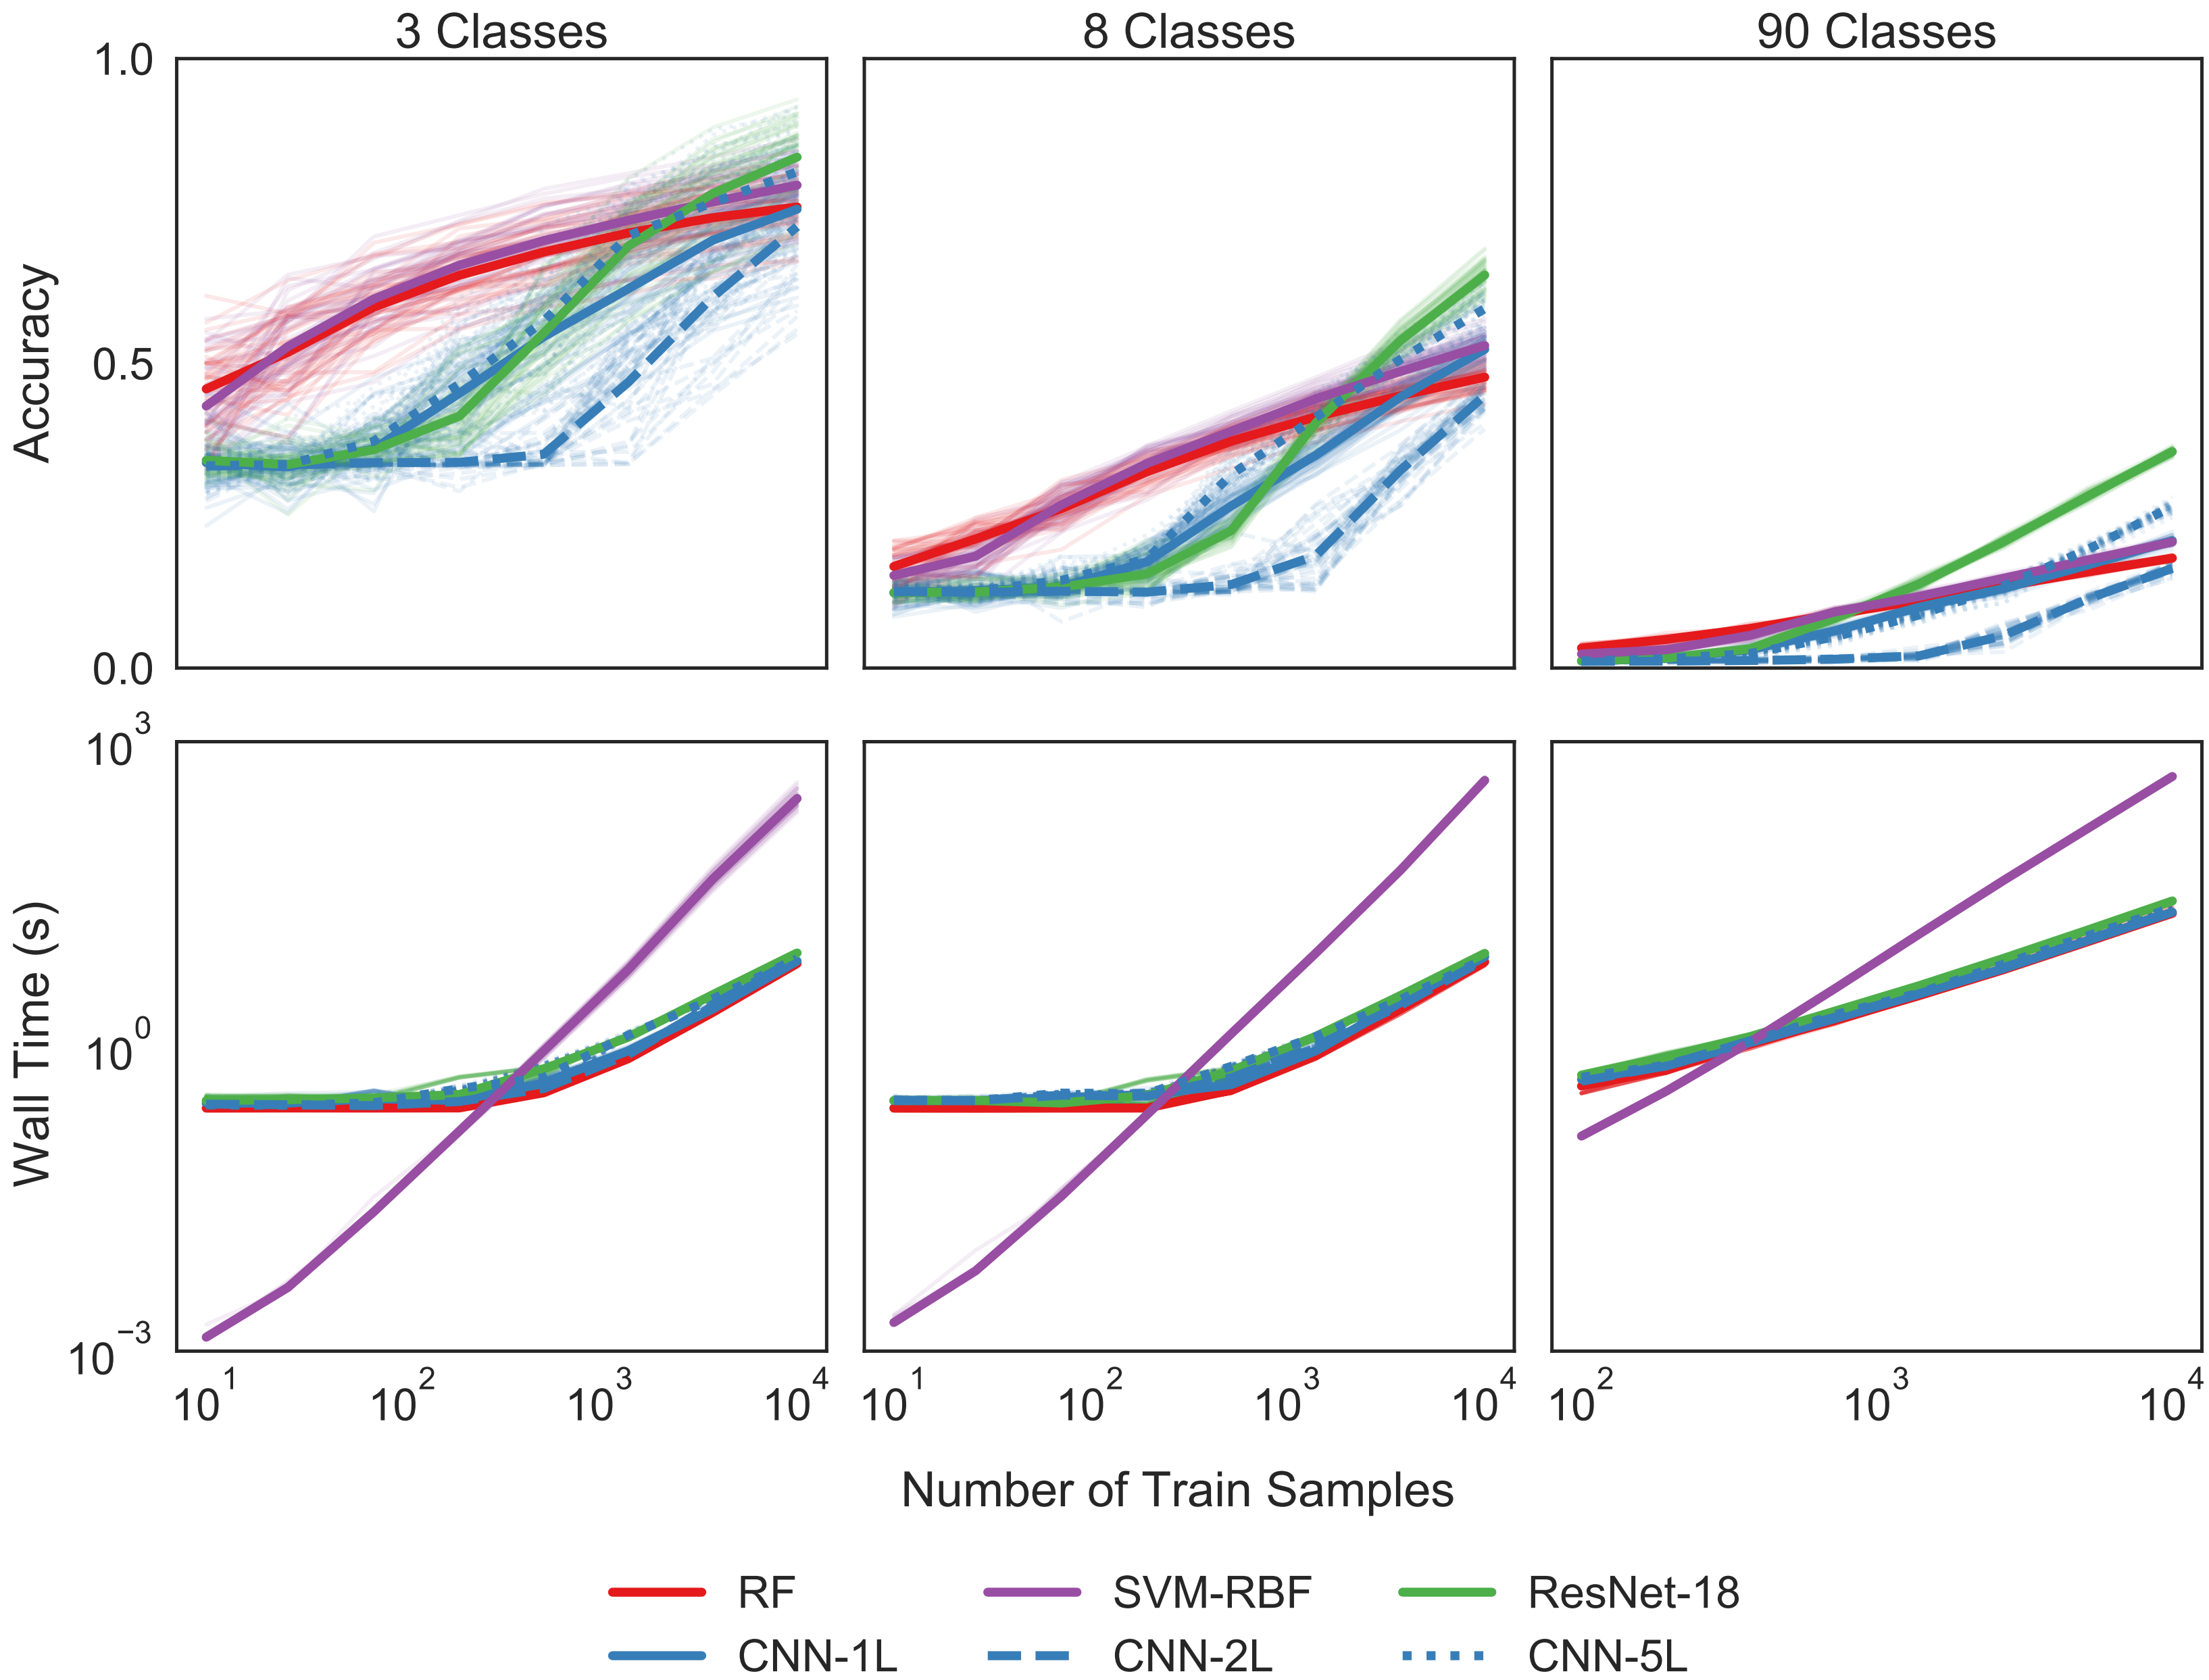 3 Classes 8 Classes 90 Classes
1.0
0.5
0.0
Accuracy
10^3
10^0
10^-3
Wall Time (s)
10^1 10^2 10^3 10^4 10^1 10^2 10^3 10^4 10^2 10^3 10^4
Number of Train Samples
RF SVM-RBF ResNet-18
CNN-1L CNN-2L CNN-5L